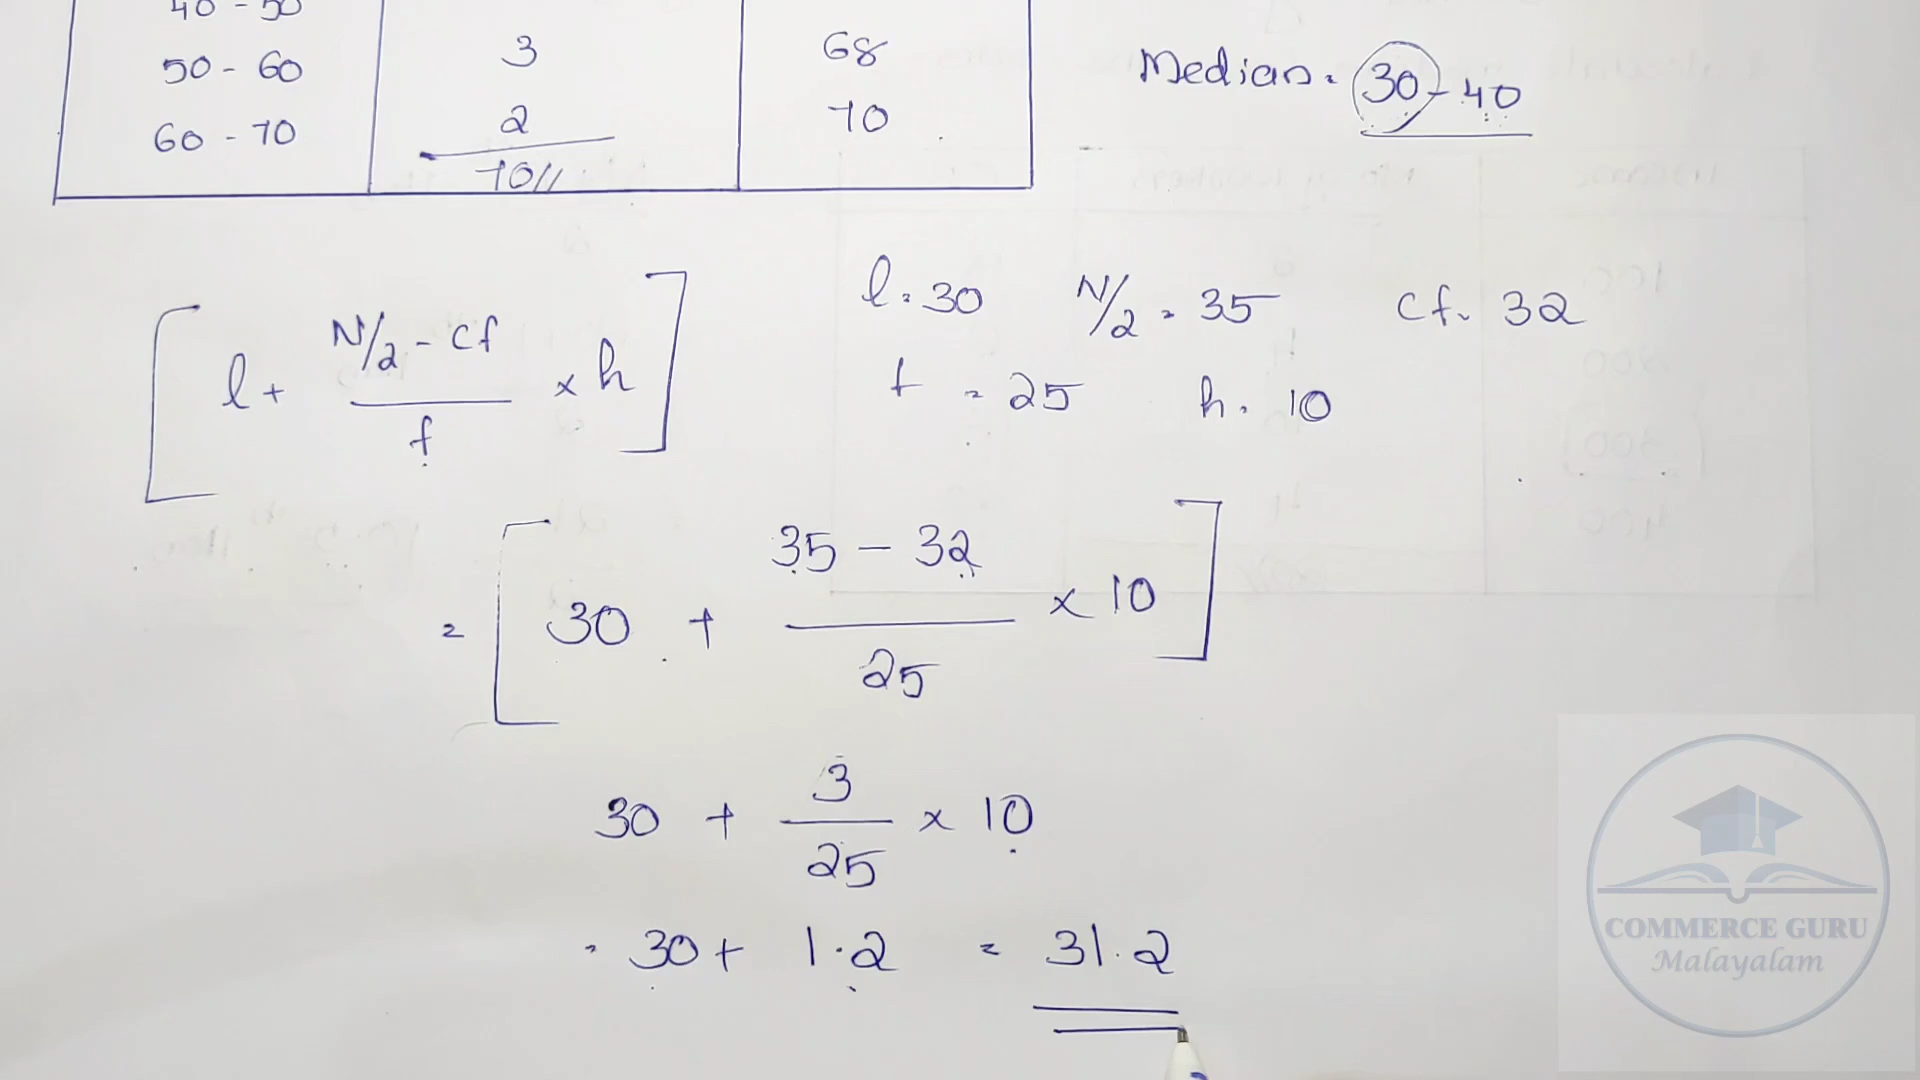 40 - 50
50 - 60 3 68
60 - 70 2 70
70//
Median = 30 - 40
[ l + N/2 - cf / f × h ]
l = 30 N/2 = 35 cf = 32
f = 25 h = 10
= [ 30 + 35 - 32 / 25 × 10 ]
30 + 3 / 25 × 10
= 30 + 1.2 = 31.2
COMMERCE GURU
Malayalam